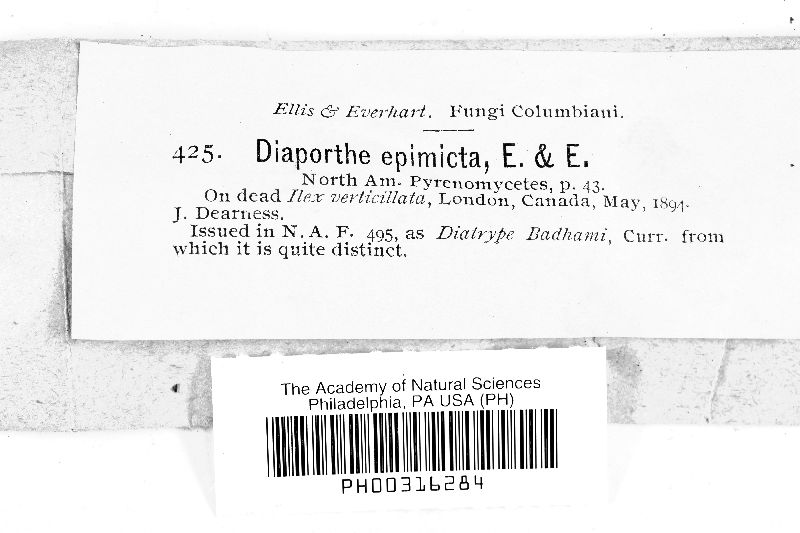 Ellis & Everhart. Fungi Columbiani.
425. Diaporthe epimicta, E. & E.
North Am. Pyrenomycetes, p. 43.
On dead Ilex verticillata, London, Canada, May, 1894.
J. Dearness.
Issued in N. A. F. 495, as Diatrype Badhami, Curr. from
which it is quite distinct.
The Academy of Natural Sciences
Philadelphia, PA USA (PH)
PH00316284